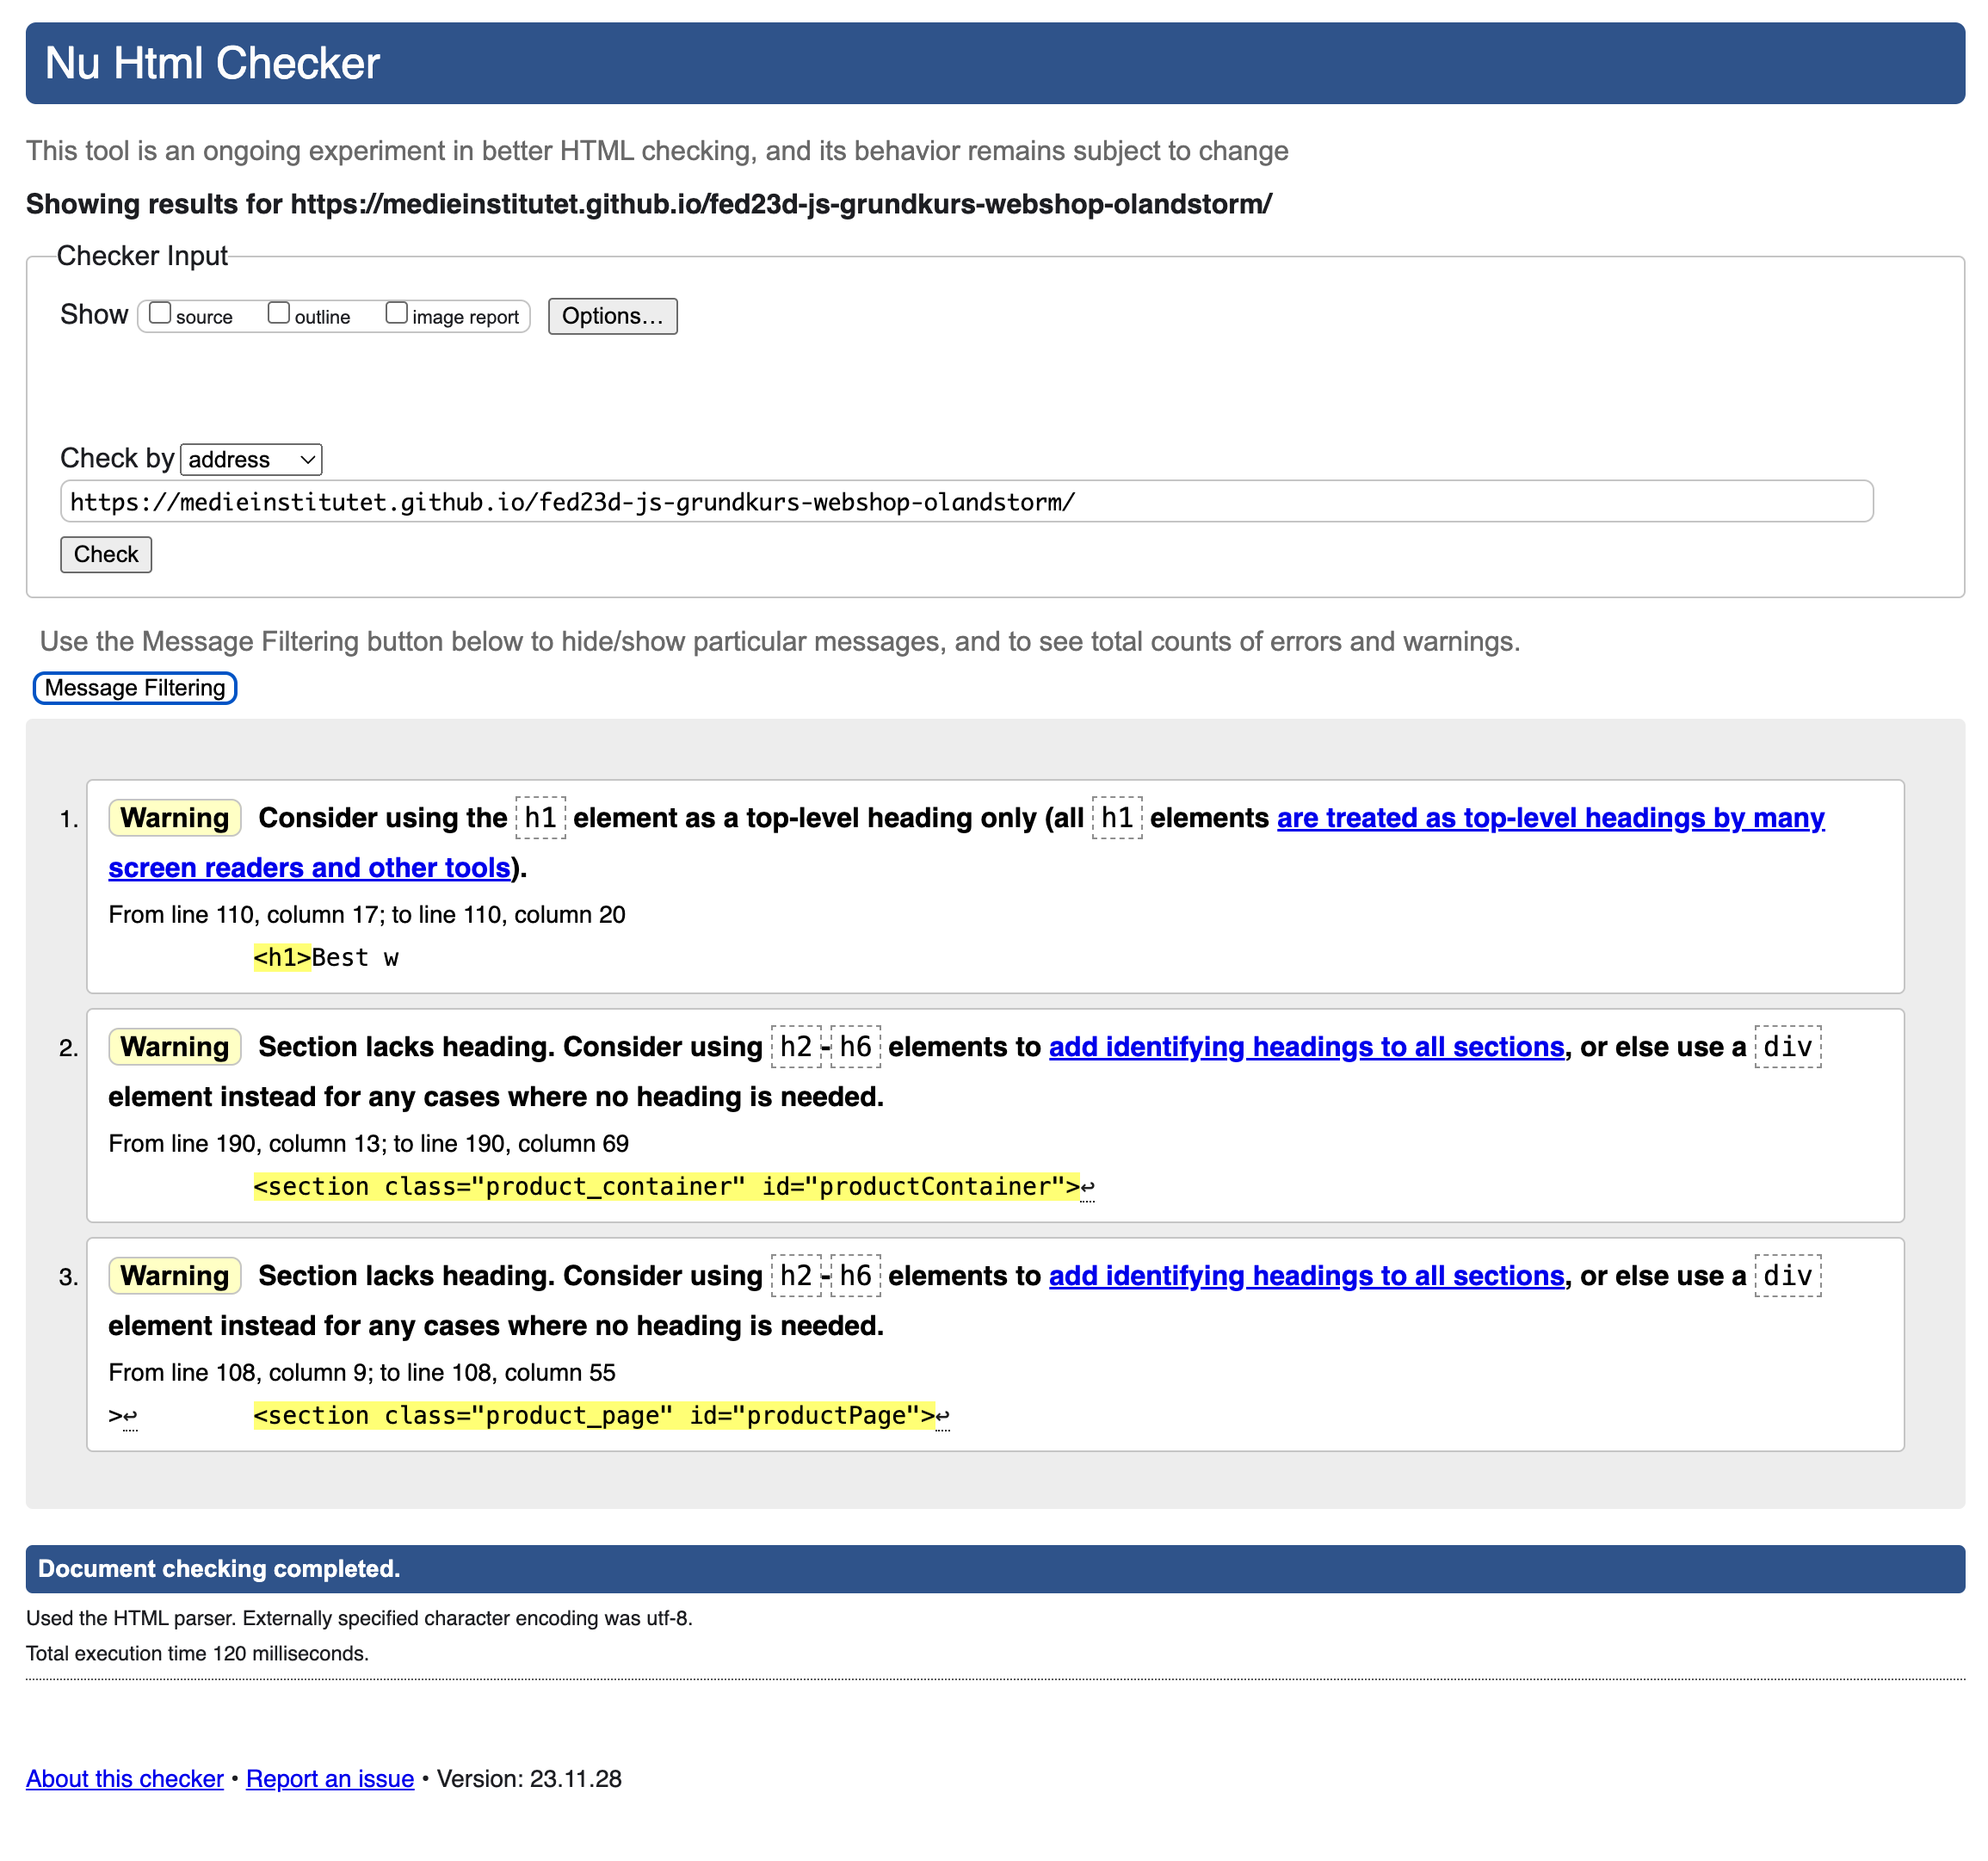 Nu Html Checker
This tool is an ongoing experiment in better HTML checking, and its behavior remains subject to change
Showing results for https://medieinstitutet.github.io/fed23d-js-grundkurs-webshop-olandstorm/
Checker Input
Show source outline image report Options…
Check by address
https://medieinstitutet.github.io/fed23d-js-grundkurs-webshop-olandstorm/
Check
Use the Message Filtering button below to hide/show particular messages, and to see total counts of errors and warnings.
Message Filtering
1. Warning Consider using the h1 element as a top-level heading only (all h1 elements are treated as top-level headings by many
screen readers and other tools).
From line 110, column 17; to line 110, column 20
<h1>Best w
2. Warning Section lacks heading. Consider using h2-h6 elements to add identifying headings to all sections, or else use a div
element instead for any cases where no heading is needed.
From line 190, column 13; to line 190, column 69
<section class="product_container" id="productContainer">↩
3. Warning Section lacks heading. Consider using h2-h6 elements to add identifying headings to all sections, or else use a div
element instead for any cases where no heading is needed.
From line 108, column 9; to line 108, column 55
>↩ <section class="product_page" id="productPage">↩
Document checking completed.
Used the HTML parser. Externally specified character encoding was utf-8.
Total execution time 120 milliseconds.
About this checker • Report an issue • Version: 23.11.28